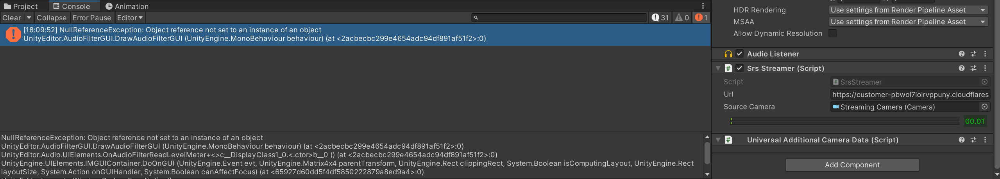 Project
Console
Animation
Clear
Collapse
Error Pause
Editor
31
0
1
[18:09:52] NullReferenceException: Object reference not set to an instance of an object
UnityEditor.AudioFilterGUI.DrawAudioFilterGUI (UnityEngine.MonoBehaviour behaviour) (at <2acbecbc299e4654adc94df891af51f2>:0)
NullReferenceException: Object reference not set to an instance of an object
UnityEditor.AudioFilterGUI.DrawAudioFilterGUI (UnityEngine.MonoBehaviour behaviour) (at <2acbecbc299e4654adc94df891af51f2>:0)
UnityEditor.Audio.UIElements.OnAudioFilterReadLevelMeter+<>c__DisplayClass1_0.<.ctor>b__0 () (at <2acbecbc299e4654adc94df891af51f2>:0)
UnityEngine.UIElements.IMGUIContainer.DoOnGUI (UnityEngine.Event evt, UnityEngine.Matrix4x4 parentTransform, UnityEngine.Rect clippingRect, System.Boolean isComputingLayout, UnityEngine.Rect
layoutSize, System.Action onGUIHandler, System.Boolean canAffectFocus) (at <65927d60dd5f4df5850222879a8ed9a4>:0)
HDR Rendering
Use settings from Render Pipeline Asset
MSAA
Use settings from Render Pipeline Asset
Allow Dynamic Resolution
Audio Listener
# Srs Streamer (Script)
Script
# SrsStreamer
Url
https://customer-pbwol7iolrvppuny.cloudflares
Source Camera
Streaming Camera (Camera)
00.01
# Universal Additional Camera Data (Script)
Add Component